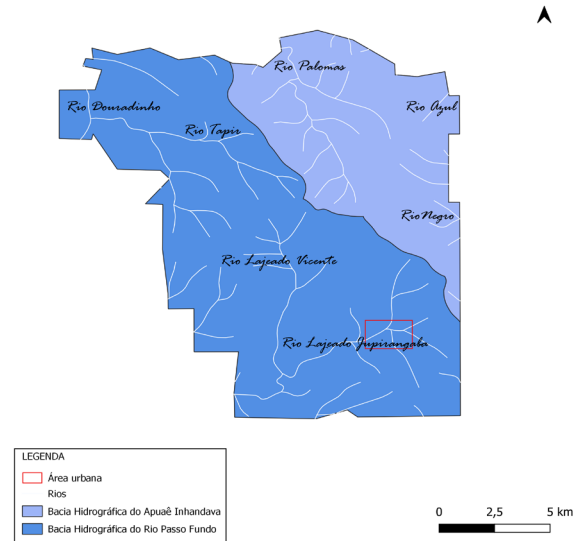 Rio Palomas
Rio Douradinho
Rio Azul
Rio Tapir
Rio Negro
Rio Lajeado Vicente
Rio Lajeado Jupirangaba
LEGENDA
Área urbana
Rios
Bacia Hidrográfica do Apuaê Inhandava
Bacia Hidrográfica do Rio Passo Fundo
0 2,5 5 km